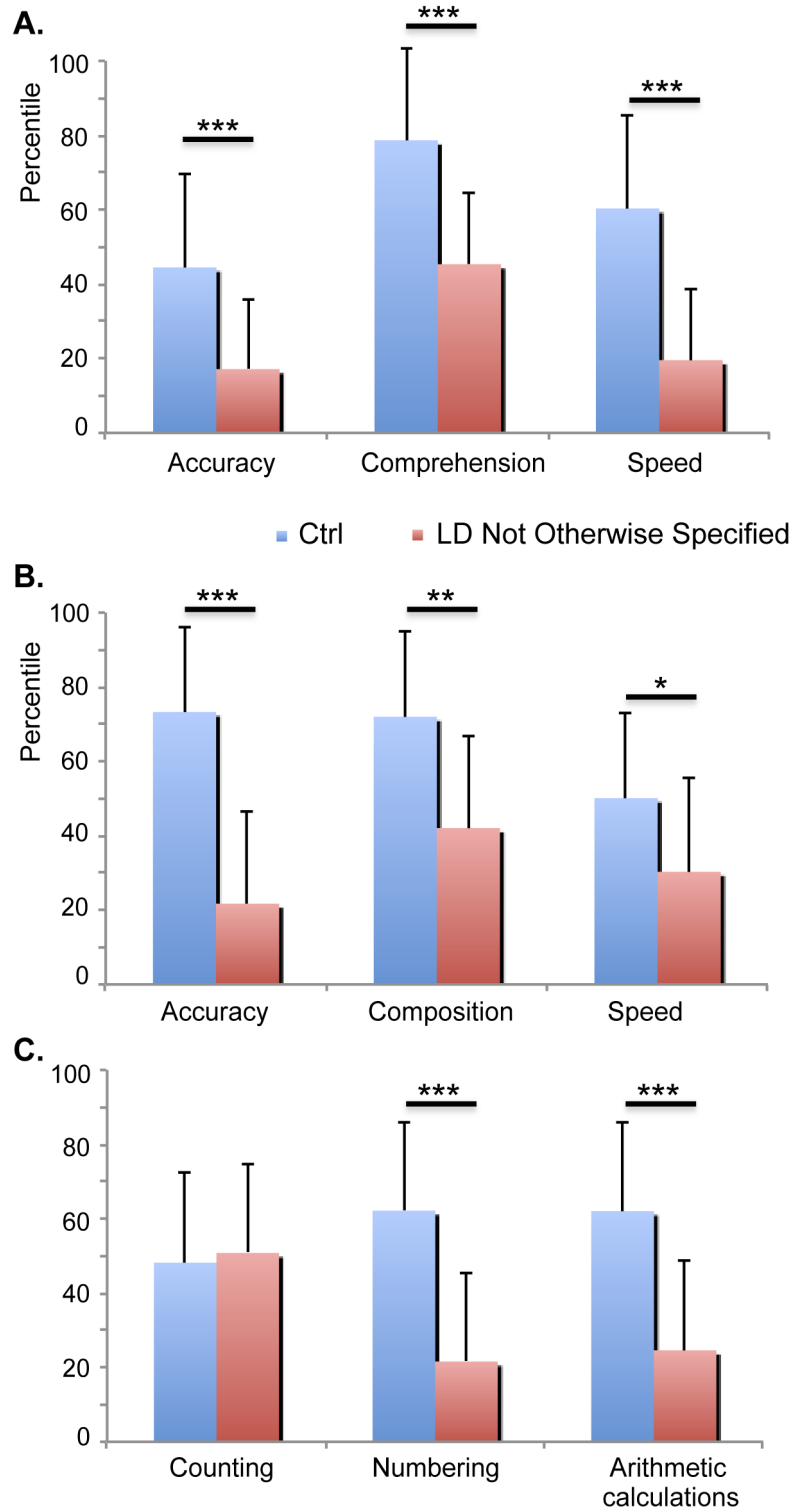 A.
***
***
***
Percentile
100
80
60
40
20
0
Accuracy Comprehension Speed
Ctrl LD Not Otherwise Specified
B.
***
**
*
Percentile
100
80
60
40
20
0
Accuracy Composition Speed
C.
***
***
100
80
60
40
20
0
Counting Numbering Arithmetic
calculations